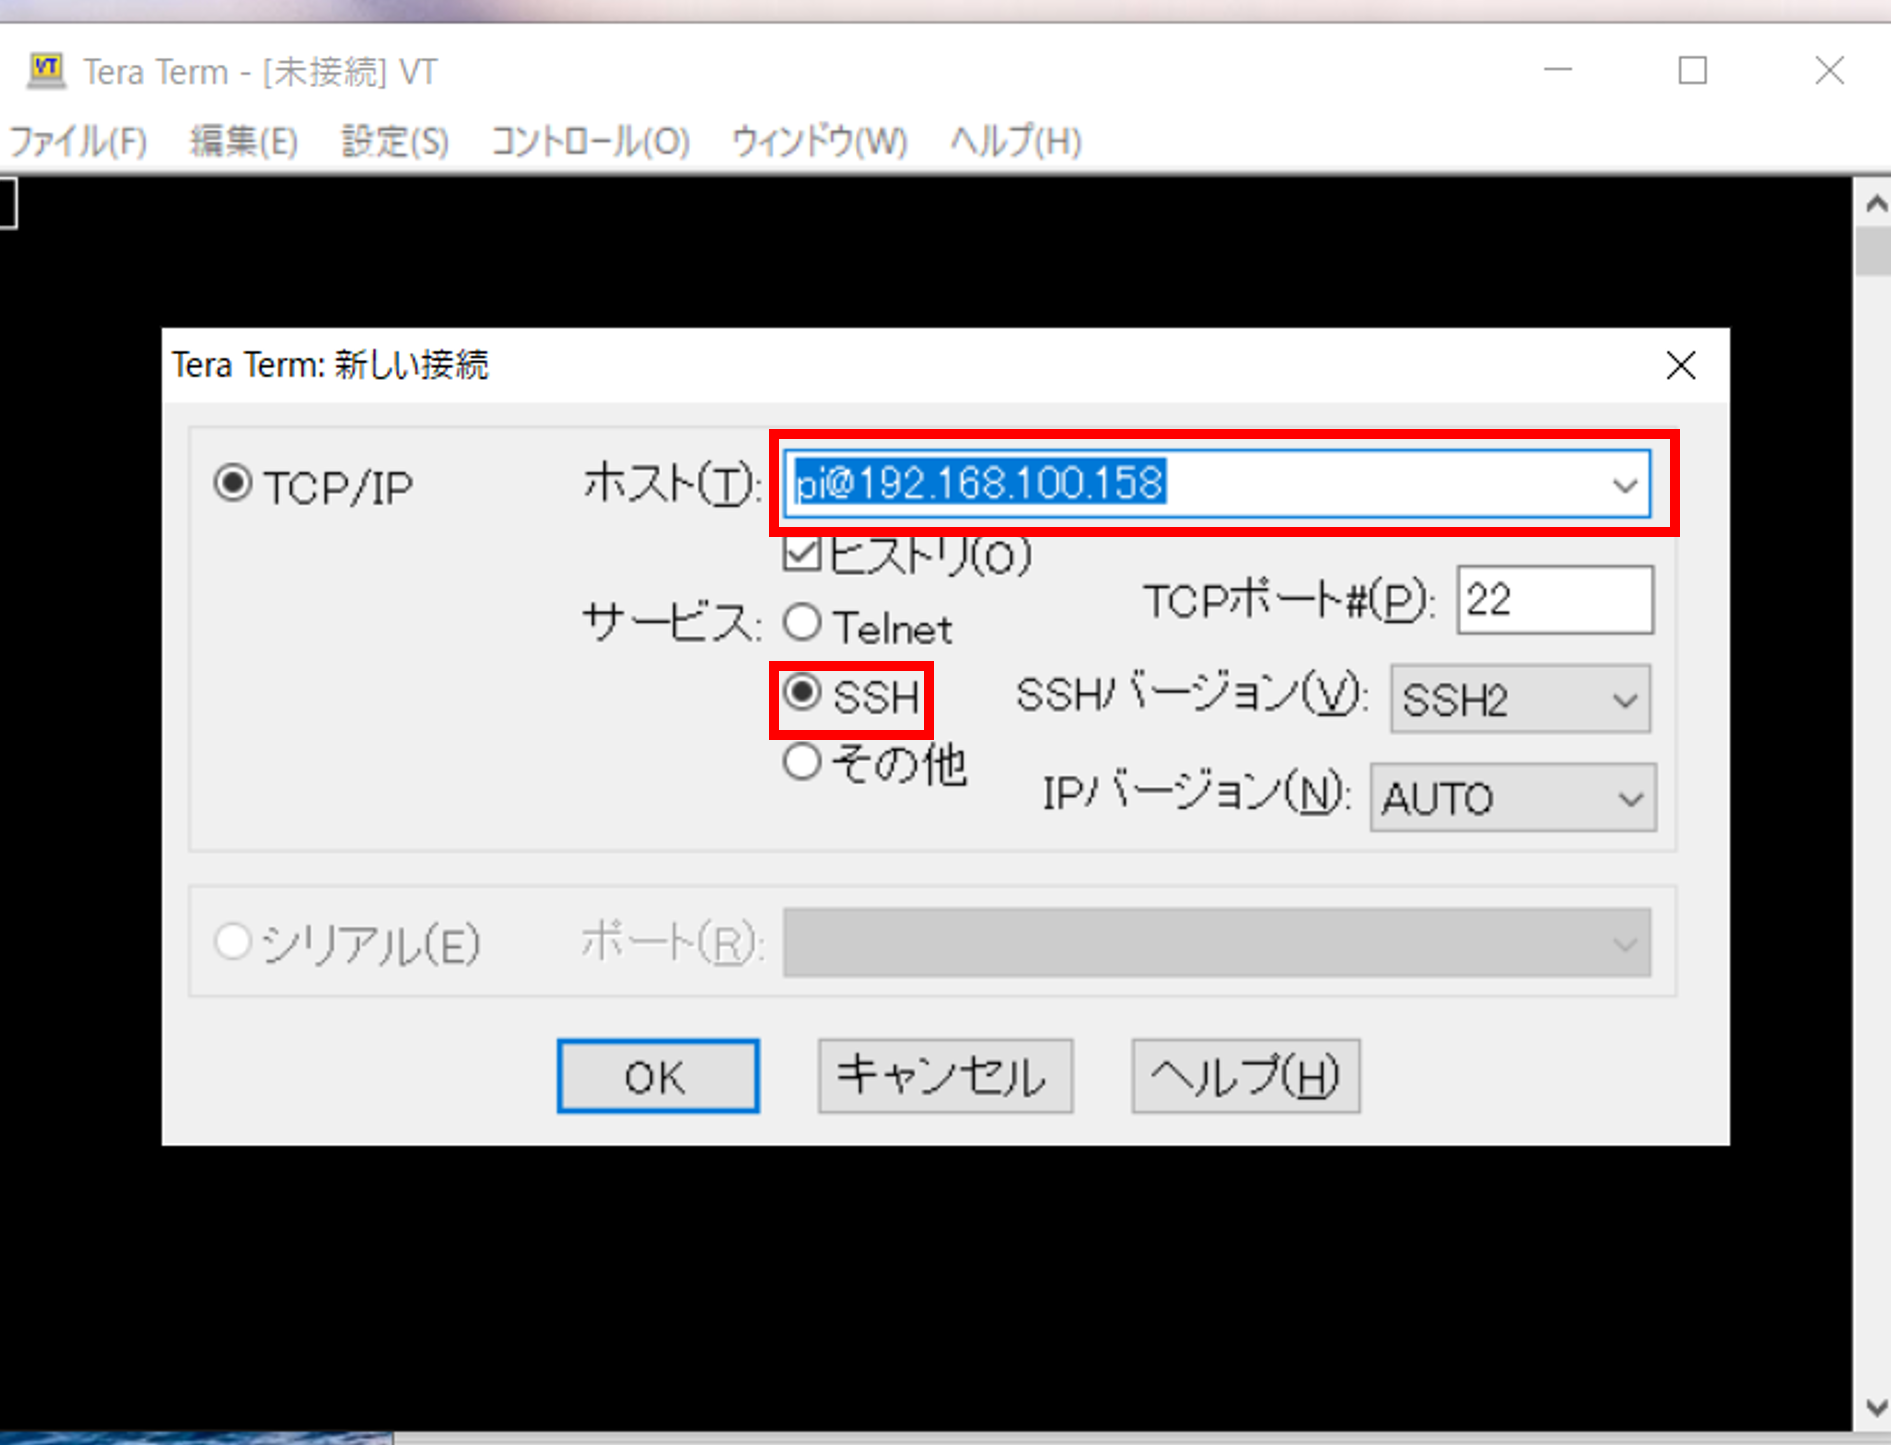 VT Tera Term - [未接続] VT
ファイル(F) 編集(E) 設定(S) コントロール(O) ウィンドウ(W) ヘルプ(H)
Tera Term: 新しい接続
TCP/IP ホスト(T): pi@192.168.100.158
ヒストリ(O)
サービス: Telnet TCPポート#(P): 22
SSH SSHバージョン(V): SSH2
その他 IPバージョン(N): AUTO
シリアル(E) ポート(R):
OK キャンセル ヘルプ(H)